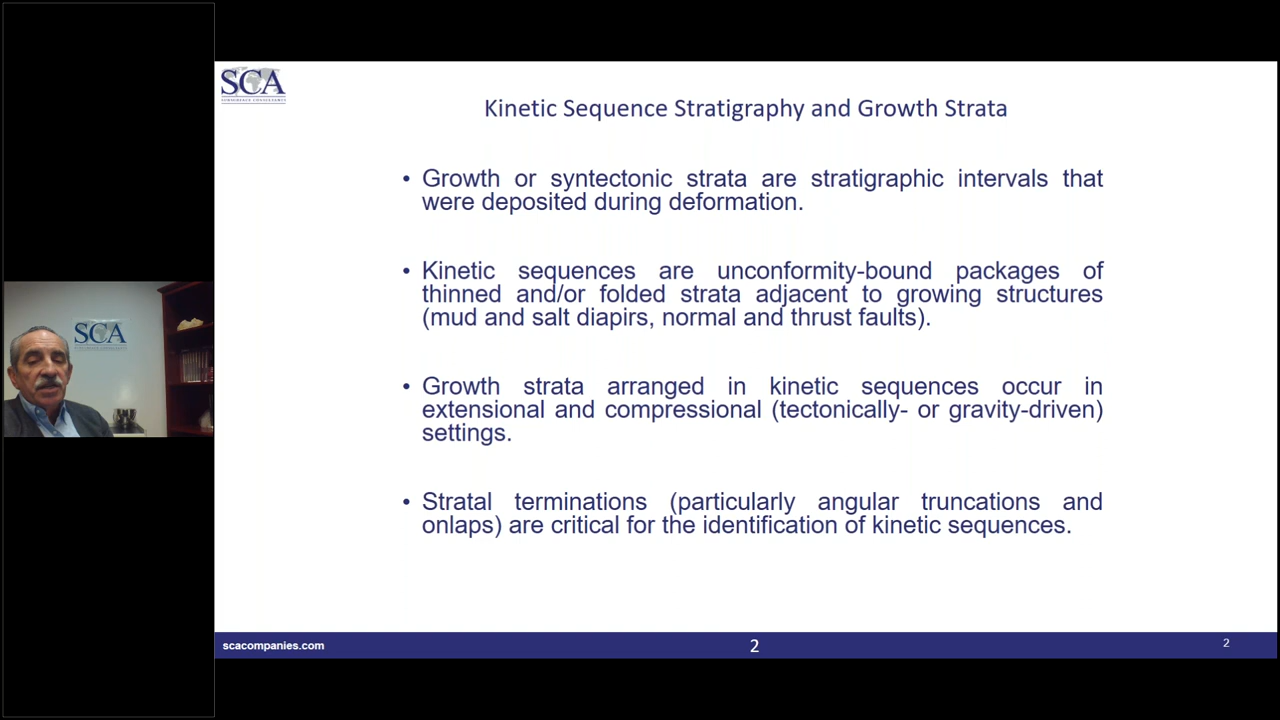 SCA
Kinetic Sequence Stratigraphy and Growth Strata
• Growth or syntectonic strata are stratigraphic intervals that
were deposited during deformation.
• Kinetic sequences are unconformity-bound packages of
thinned and/or folded strata adjacent to growing structures
(mud and salt diapirs, normal and thrust faults).
• Growth strata arranged in kinetic sequences occur in
extensional and compressional (tectonically- or gravity-driven)
settings.
• Stratal terminations (particularly angular truncations and
onlaps) are critical for the identification of kinetic sequences.
SCA
scacompanies.com
2
2